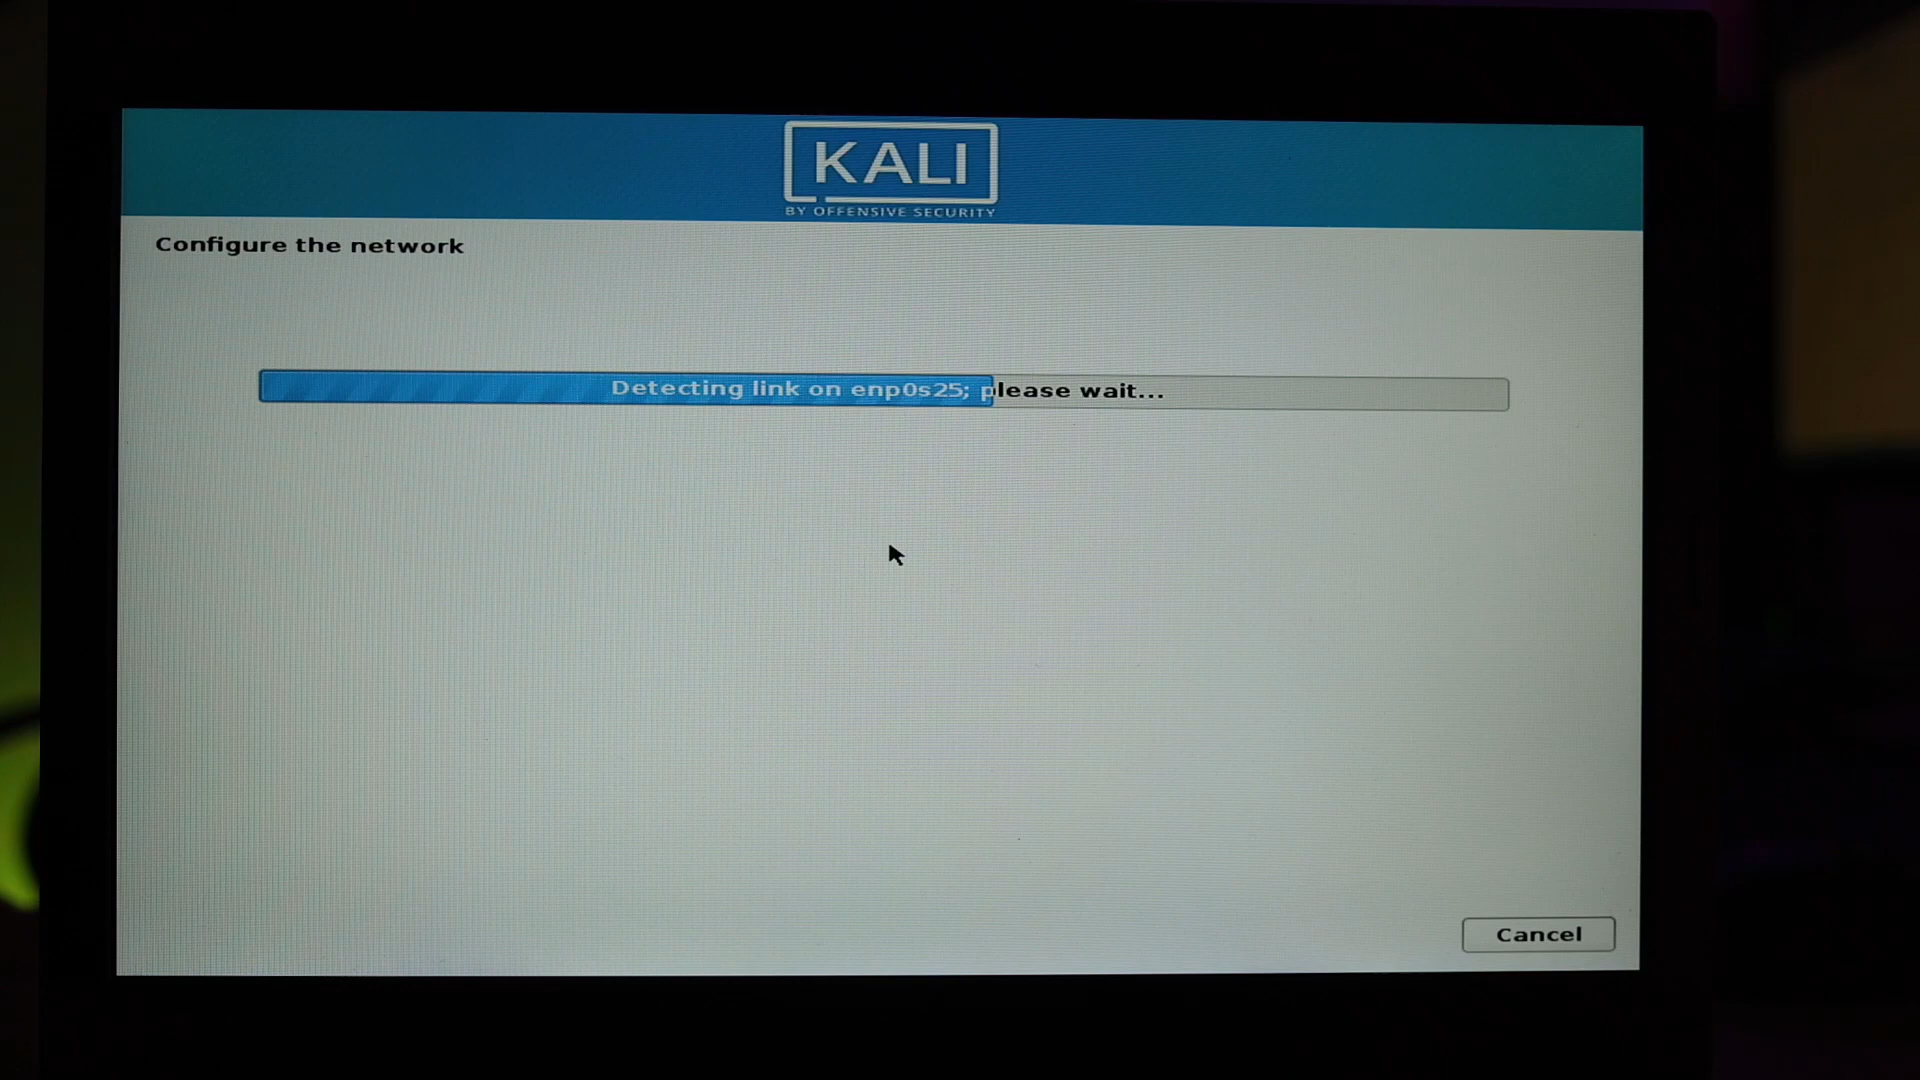 KALI
BY OFFENSIVE SECURITY
Configure the network
Detecting link on enp0s25; please wait...
Cancel